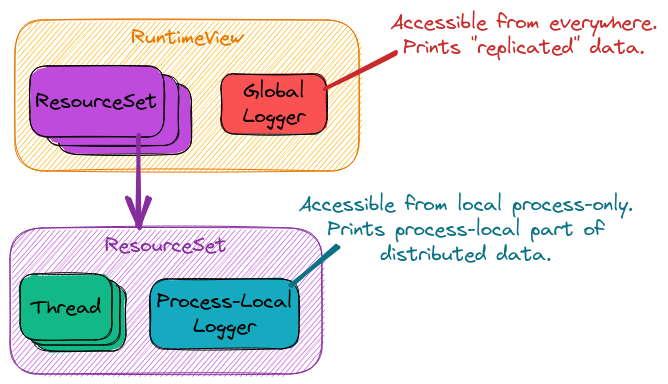 RuntimeView
Accessible from everywhere.
Prints "replicated" data.
ResourceSet
Global
Logger
Accessible from local process-only.
Prints process-local part of
distributed data.
ResourceSet
Thread
Process-Local
Logger